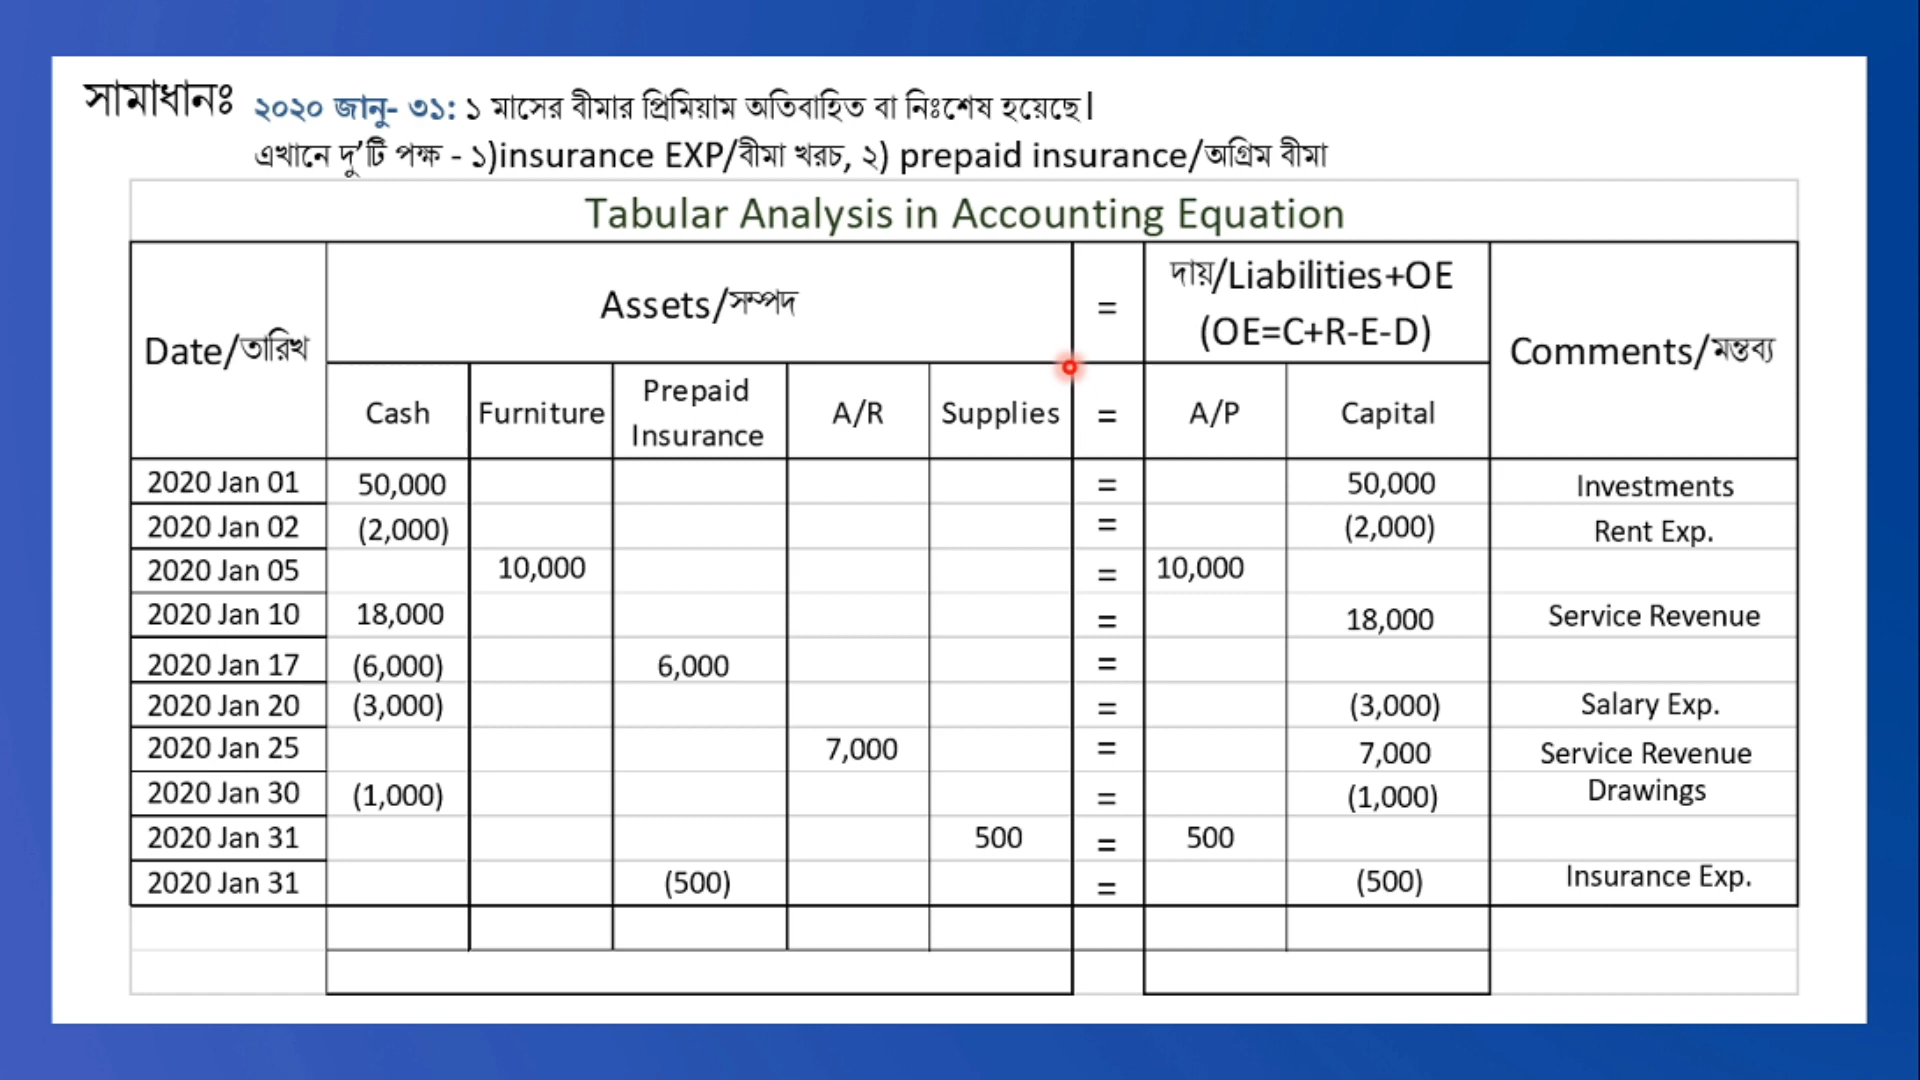 সামাধানঃ ২০২০ জানু- ৩১: ১ মাসের বীমার প্রিমিয়াম অতিবাহিত বা নিঃশেষ হয়েছে।
এখানে দু’টি পক্ষ - ১)insurance EXP/বীমা খরচ, ২) prepaid insurance/অগ্রিম বীমা
Tabular Analysis in Accounting Equation
Date/তারিখ Assets/সম্পদ = দায়/Liabilities+OE (OE=C+R-E-D) Comments/মন্তব্য
Cash Furniture Prepaid Insurance A/R Supplies = A/P Capital
2020 Jan 01 50,000 = 50,000 Investments
2020 Jan 02 (2,000) = (2,000) Rent Exp.
2020 Jan 05 10,000 = 10,000
2020 Jan 10 18,000 = 18,000 Service Revenue
2020 Jan 17 (6,000) 6,000 =
2020 Jan 20 (3,000) = (3,000) Salary Exp.
2020 Jan 25 7,000 = 7,000 Service Revenue
2020 Jan 30 (1,000) = (1,000) Drawings
2020 Jan 31 500 = 500
2020 Jan 31 (500) = (500) Insurance Exp.